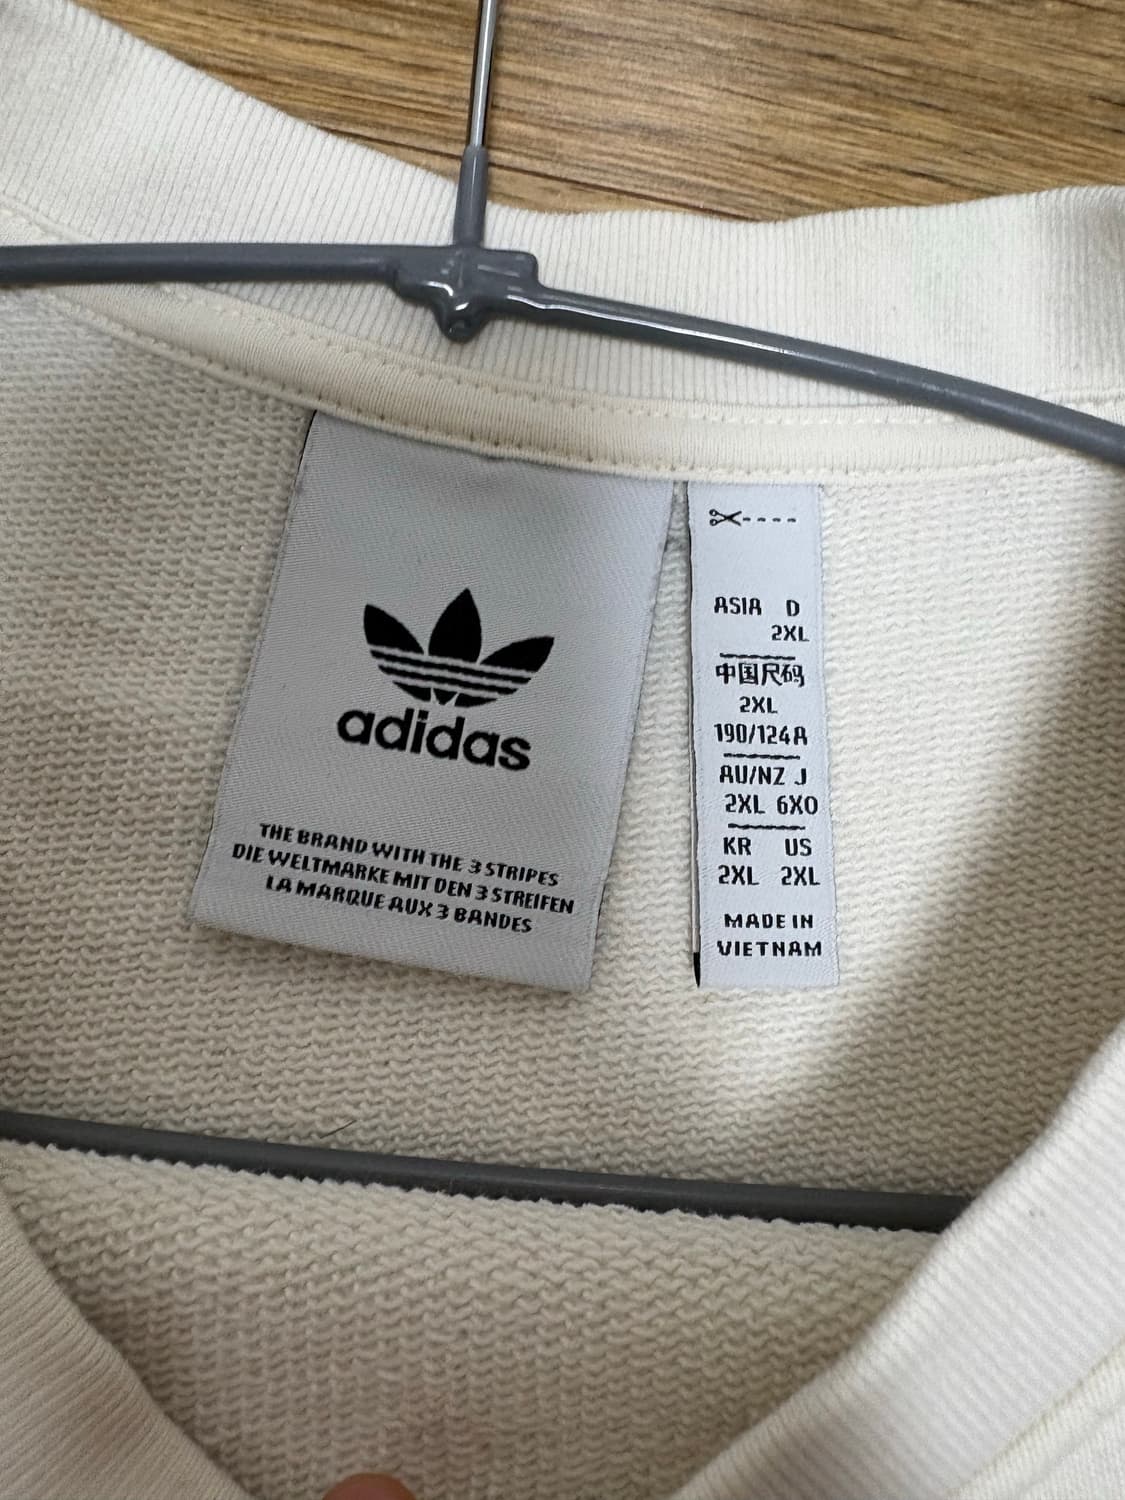 adidas
THE BRAND WITH THE 3 STRIPES
DIE WELTMARKE MIT DEN 3 STREIFEN
LA MARQUE AUX 3 BANDES
ASIA D
2XL
中国尺码
2XL
190/124A
AU/NZ J
2XL 6XO
KR US
2XL 2XL
MADE IN
VIETNAM